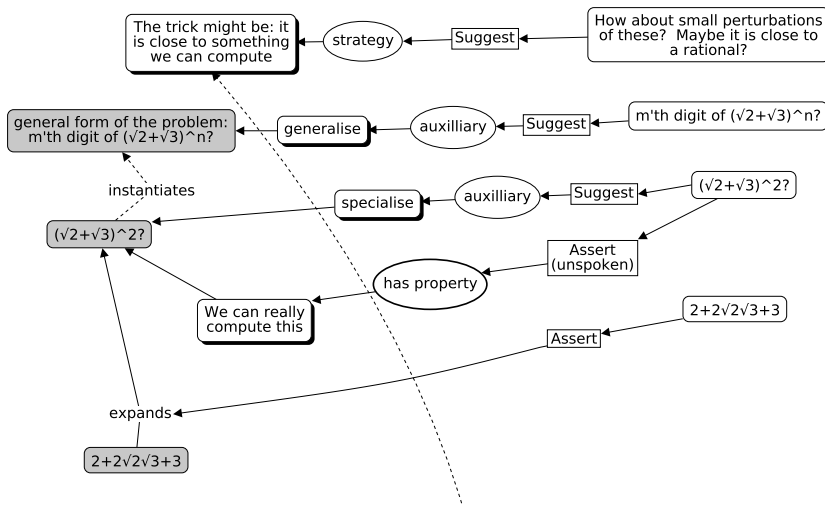 The trick might be: it
is close to something
we can compute
strategy
Suggest
How about small perturbations
of these?  Maybe it is close to
a rational?
general form of the problem:
m'th digit of (√2+√3)^n?
generalise
auxilliary
Suggest
m'th digit of (√2+√3)^n?
instantiates
specialise
auxilliary
Suggest
(√2+√3)^2?
(√2+√3)^2?
Assert
(unspoken)
has property
We can really
compute this
2+2√2√3+3
Assert
expands
2+2√2√3+3